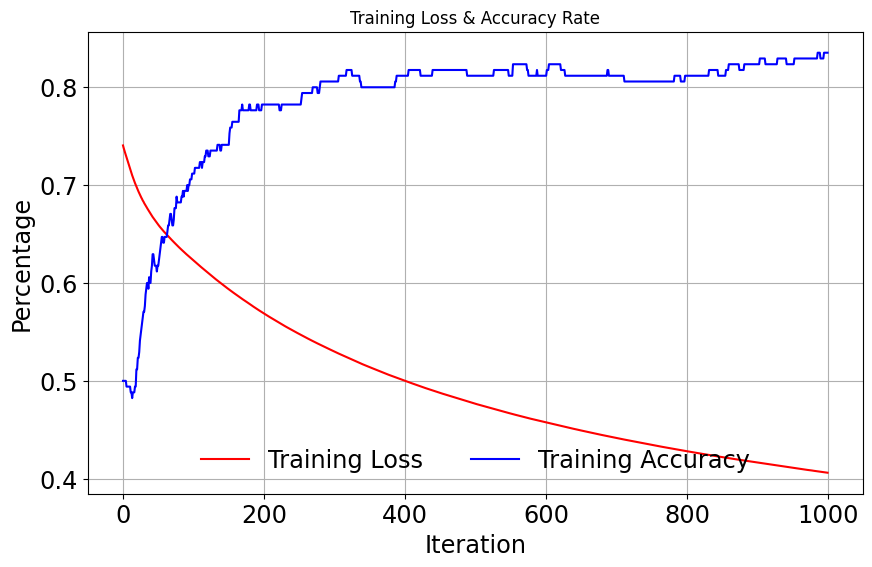 Training Loss & Accuracy Rate
Percentage
0.8
0.7
0.6
0.5
0.4
Training Loss
Training Accuracy
0 200 400 600 800 1000
Iteration